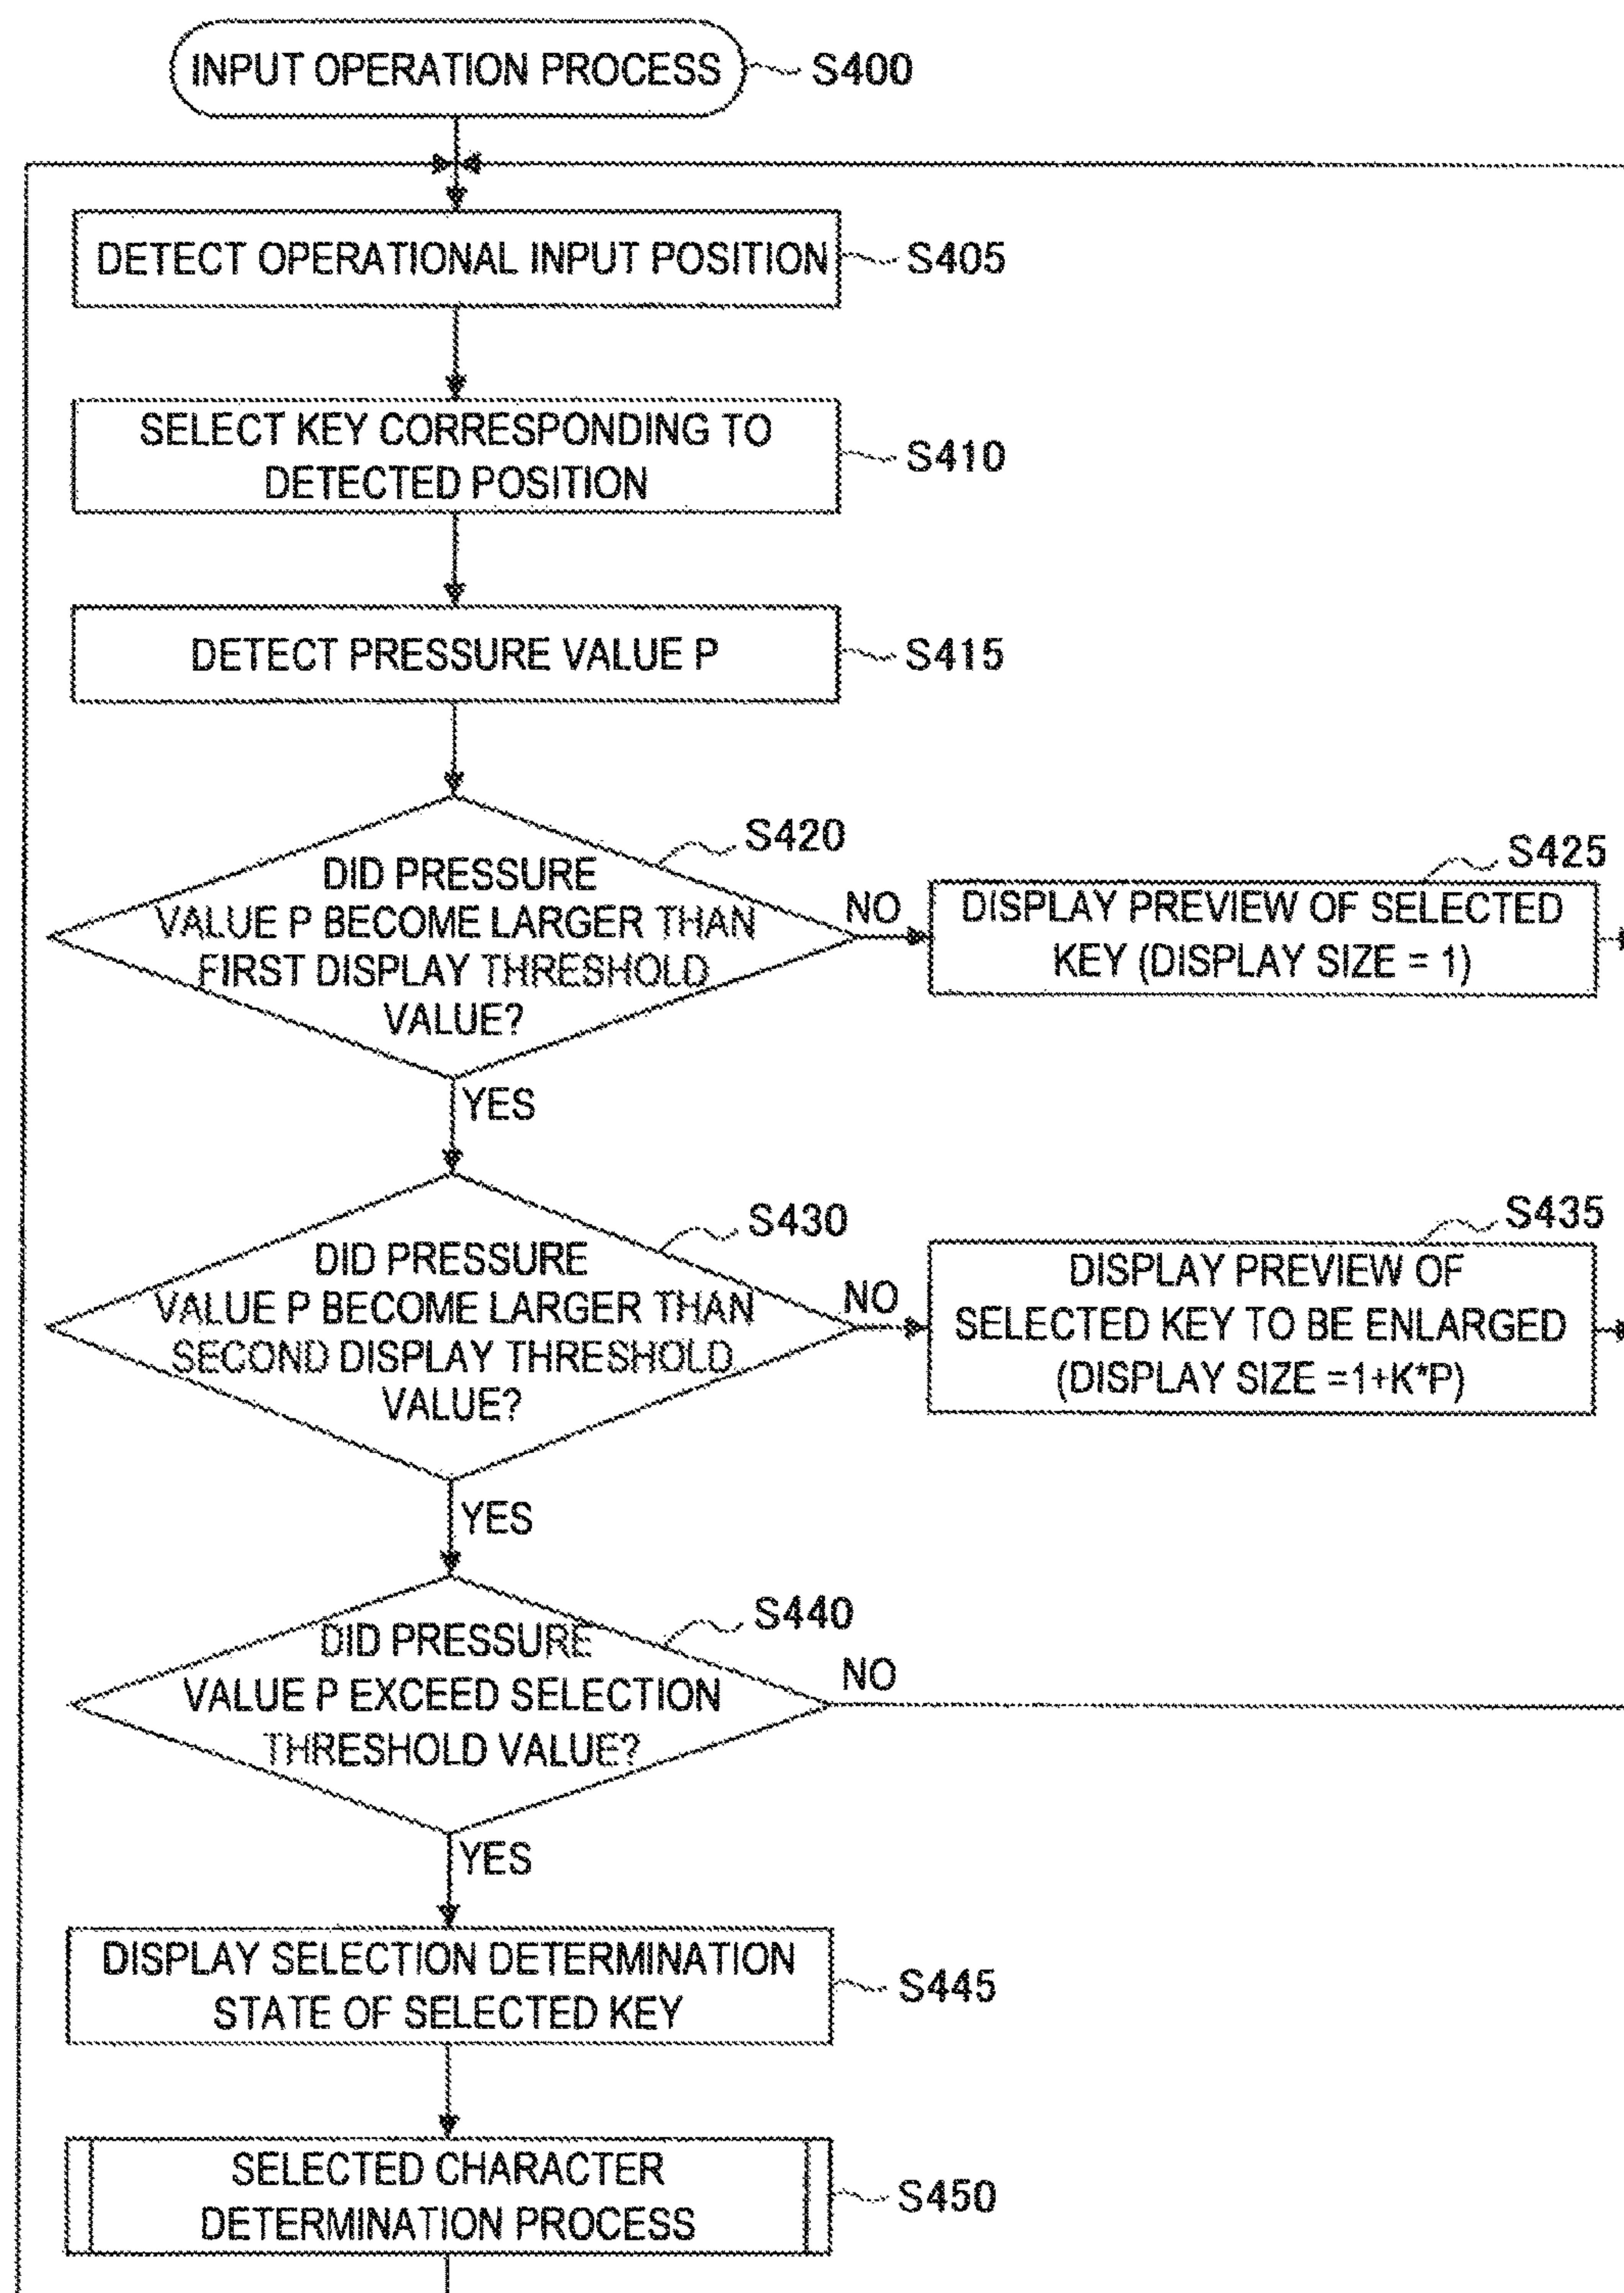 INPUT OPERATION PROCESS
S400
DETECT OPERATIONAL INPUT POSITION
S405
SELECT KEY CORRESPONDING TO
DETECTED POSITION
S410
DETECT PRESSURE VALUE P
S415
S420
DID PRESSURE
VALUE P BECOME LARGER THAN
FIRST DISPLAY THRESHOLD
VALUE?
NO
S425
DISPLAY PREVIEW OF SELECTED
KEY (DISPLAY SIZE = 1)
YES
S430
DID PRESSURE
VALUE P BECOME LARGER THAN
SECOND DISPLAY THRESHOLD
VALUE?
NO
S435
DISPLAY PREVIEW OF
SELECTED KEY TO BE ENLARGED
(DISPLAY SIZE =1+K*P)
YES
S440
DID PRESSURE
VALUE P EXCEED SELECTION
THRESHOLD VALUE?
NO
YES
DISPLAY SELECTION DETERMINATION
STATE OF SELECTED KEY
S445
SELECTED CHARACTER
DETERMINATION PROCESS
S450